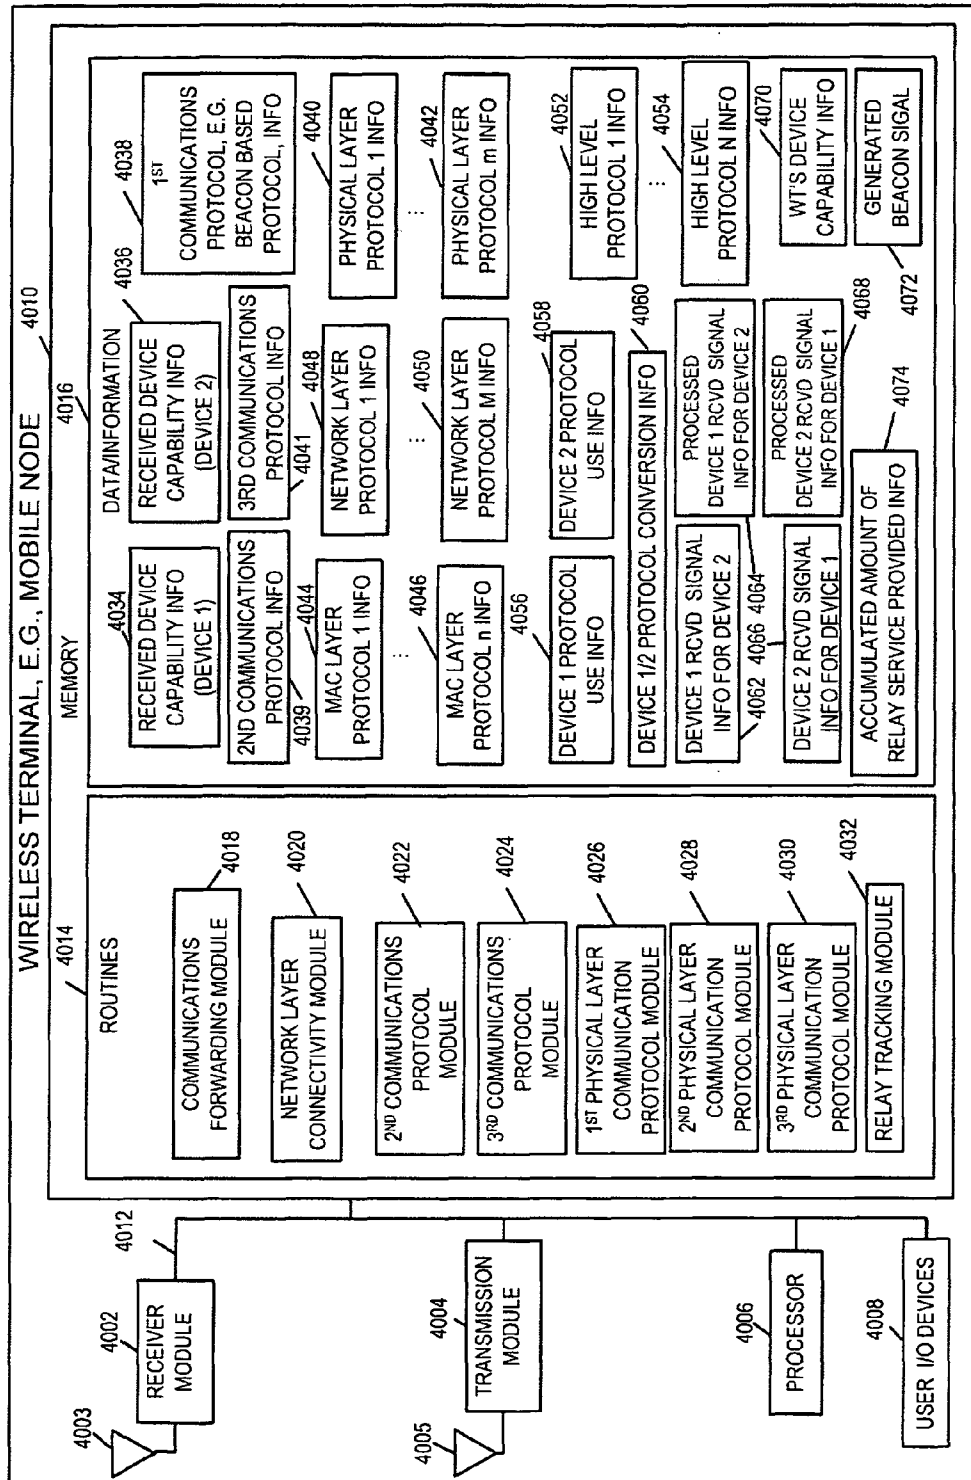 WIRELESS TERMINAL, E.G., MOBILE NODE
4010
MEMORY
4014
ROUTINES
COMMUNICATIONS
FORWARDING MODULE
4018
NETWORK LAYER
CONNECTIVITY MODULE
4020
2ND COMMUNICATIONS
PROTOCOL
MODULE
4022
3RD COMMUNICATIONS
PROTOCOL
MODULE
4024
1ST PHYSICAL LAYER
COMMUNICATION
PROTOCOL MODULE
4026
2ND PHYSICAL LAYER
COMMUNICATION
PROTOCOL MODULE
4028
3RD PHYSICAL LAYER
COMMUNICATION
PROTOCOL MODULE
4030
RELAY TRACKING MODULE
4032
4016
DATA/INFORMATION
4034
RECEIVED DEVICE
CAPABILITY INFO
(DEVICE 1)
4036
RECEIVED DEVICE
CAPABILITY INFO
(DEVICE 2)
4038
1ST
COMMUNICATIONS
PROTOCOL, E.G.
BEACON BASED
PROTOCOL, INFO
2ND COMMUNICATIONS
PROTOCOL INFO
4039
3RD COMMUNICATIONS
PROTOCOL INFO
4041
4044
MAC LAYER
PROTOCOL 1 INFO
4048
NETWORK LAYER
PROTOCOL 1 INFO
4040
PHYSICAL LAYER
PROTOCOL 1 INFO
...
...
...
4046
MAC LAYER
PROTOCOL n INFO
4050
NETWORK LAYER
PROTOCOL M INFO
4042
PHYSICAL LAYER
PROTOCOL m INFO
4056
DEVICE 1 PROTOCOL
USE INFO
4058
DEVICE 2 PROTOCOL
USE INFO
4052
HIGH LEVEL
PROTOCOL 1 INFO
...
4054
HIGH LEVEL
PROTOCOL N INFO
4060
DEVICE 1/2 PROTOCOL CONVERSION INFO
DEVICE 1 RCVD SIGNAL
INFO FOR DEVICE 2
4062
PROCESSED
DEVICE 1 RCVD SIGNAL
INFO FOR DEVICE 2
4064
4070
WT'S DEVICE
CAPABILITY INFO
4066
DEVICE 2 RCVD SIGNAL
INFO FOR DEVICE 1
PROCESSED
DEVICE 2 RCVD SIGNAL
INFO FOR DEVICE 1
4068
GENERATED
BEACON SIGAL
4072
ACCUMULATED AMOUNT OF
RELAY SERVICE PROVIDED INFO
4074
4012
4003
4002
RECEIVER
MODULE
4005
4004
TRANSMISSION
MODULE
4006
PROCESSOR
4008
USER I/O DEVICES